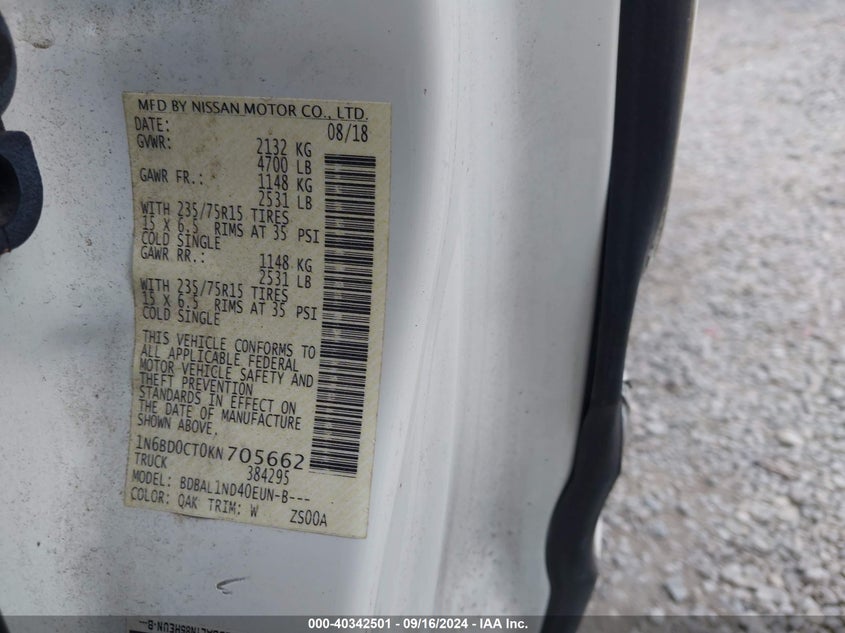 MFD BY NISSAN MOTOR CO., LTD.
DATE: 08/18
GVWR: 2132 KG
4700 LB
GAWR FR.: 1148 KG
2531 LB
WITH 235/75R15 TIRES
15 X 6.5 RIMS AT 35 PSI
COLD SINGLE
GAWR RR.: 1148 KG
2531 LB
WITH 235/75R15 TIRES
15 X 6.5 RIMS AT 35 PSI
COLD SINGLE
THIS VEHICLE CONFORMS TO
ALL APPLICABLE FEDERAL
MOTOR VEHICLE SAFETY AND
THEFT PREVENTION
STANDARDS IN EFFECT ON
THE DATE OF MANUFACTURE
SHOWN ABOVE.
1N6BD0CT0KN705662
TRUCK 384295
MODEL: BDBAL1ND40EUN-B---
COLOR: QAK TRIM: W ZS00A
000-40342501 - 09/16/2024 - IAA Inc.